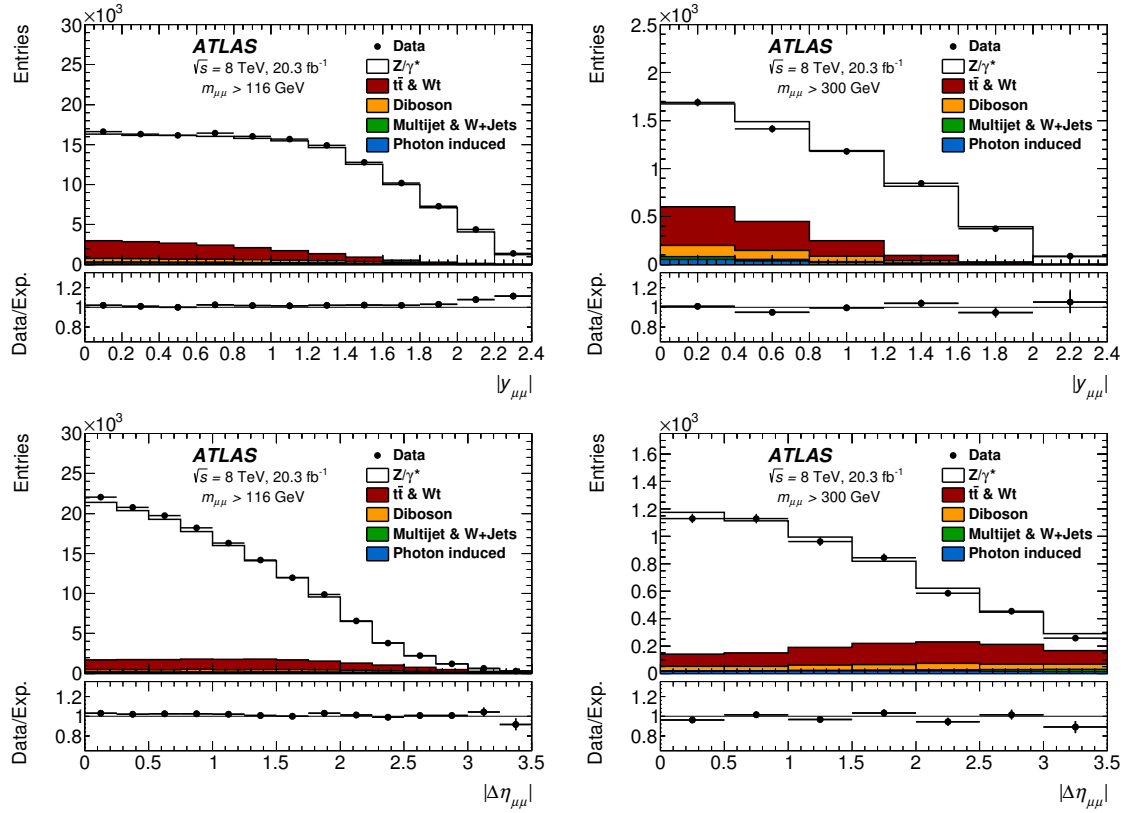 ×10³
Entries
30
25
20
15
10
5
0
ATLAS
√s = 8 TeV, 20.3 fb⁻¹
m_μμ > 116 GeV
Data
Z/γ*
tt̄ & Wt
Diboson
Multijet & W+Jets
Photon induced
Data/Exp.
1.2
1
0.8
0 0.2 0.4 0.6 0.8 1 1.2 1.4 1.6 1.8 2 2.2 2.4
|y_μμ|
×10³
Entries
2.5
2
1.5
1
0.5
0
ATLAS
√s = 8 TeV, 20.3 fb⁻¹
m_μμ > 300 GeV
Data
Z/γ*
tt̄ & Wt
Diboson
Multijet & W+Jets
Photon induced
Data/Exp.
1.2
1
0.8
0 0.2 0.4 0.6 0.8 1 1.2 1.4 1.6 1.8 2 2.2 2.4
|y_μμ|
×10³
Entries
30
25
20
15
10
5
0
ATLAS
√s = 8 TeV, 20.3 fb⁻¹
m_μμ > 116 GeV
Data
Z/γ*
tt̄ & Wt
Diboson
Multijet & W+Jets
Photon induced
Data/Exp.
1.2
1
0.8
0 0.5 1 1.5 2 2.5 3 3.5
|Δη_μμ|
×10³
Entries
1.6
1.4
1.2
1
0.8
0.6
0.4
0.2
0
ATLAS
√s = 8 TeV, 20.3 fb⁻¹
m_μμ > 300 GeV
Data
Z/γ*
tt̄ & Wt
Diboson
Multijet & W+Jets
Photon induced
Data/Exp.
1.2
1
0.8
0 0.5 1 1.5 2 2.5 3 3.5
|Δη_μμ|